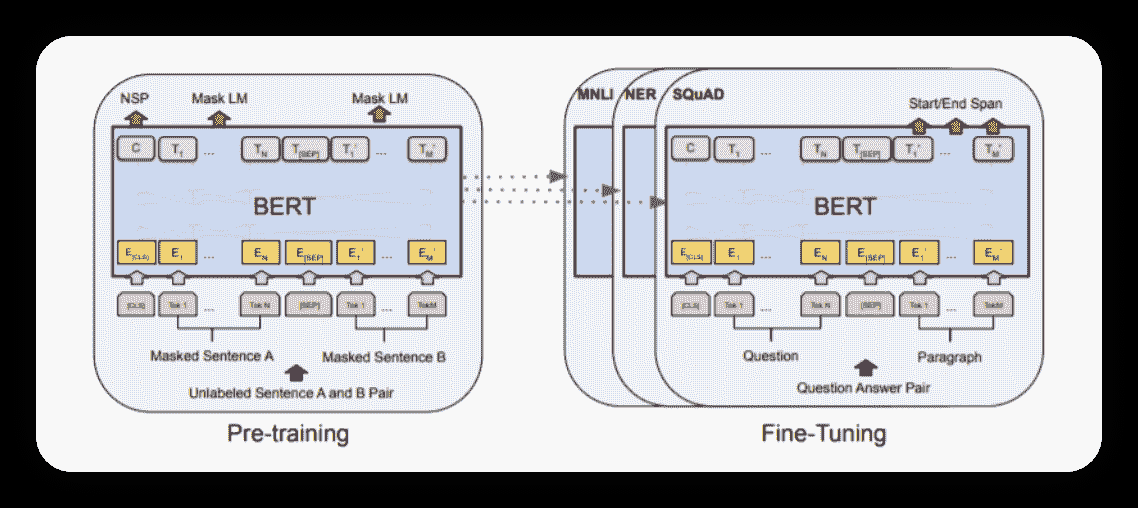 NSP Mask LM Mask LM
C T1 ... TN T[SEP] T1' ... TM'
BERT
E[CLS] E1 ... EN E[SEP] E1' ... EM'
[CLS] Tok 1 ... Tok N [SEP] Tok 1 ... TokM
Masked Sentence A Masked Sentence B
Unlabeled Sentence A and B Pair
Pre-training
MNLI NER SQuAD
Start/End Span
C T1 ... TN T[SEP] T1' ... TM'
BERT
E[CLS] E1 ... EN E[SEP] E1' ... EM'
[CLS] Tok 1 ... Tok N [SEP] Tok 1 ... TokM
Question Paragraph
Question Answer Pair
Fine-Tuning